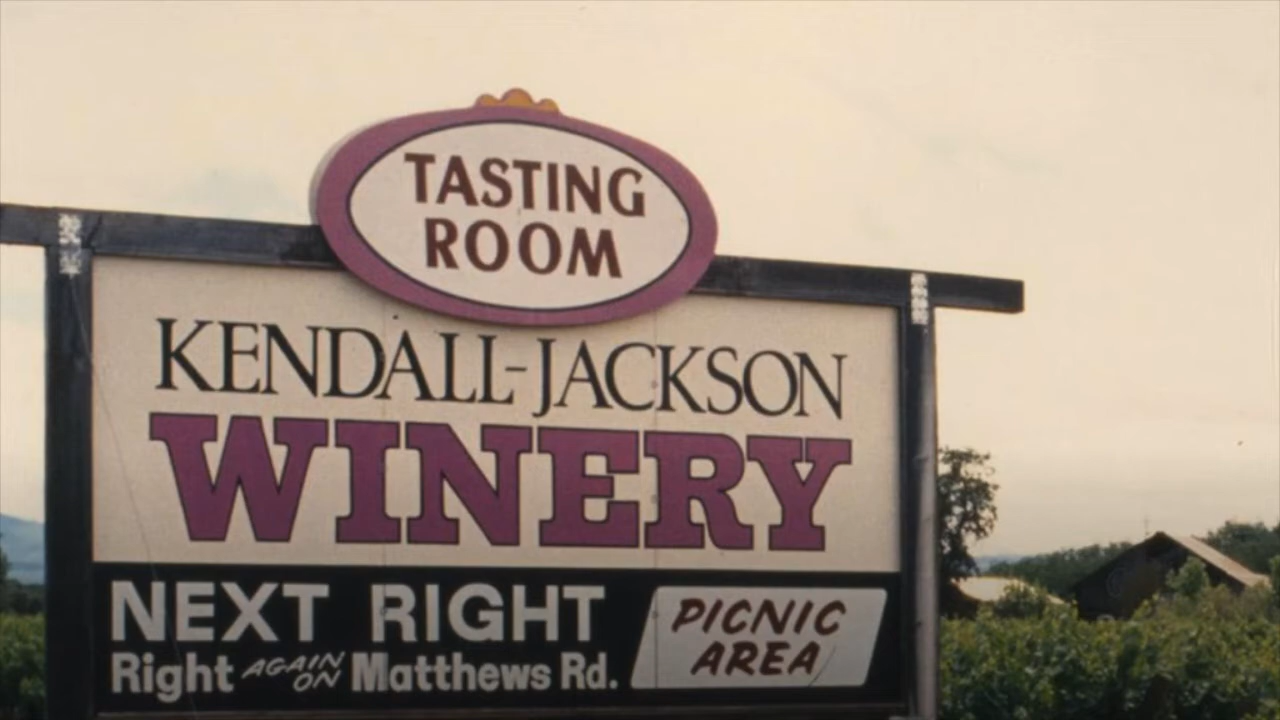 TASTING
ROOM
KENDALL-JACKSON
WINERY
NEXT RIGHT
Right AGAIN ON Matthews Rd.
PICNIC
AREA